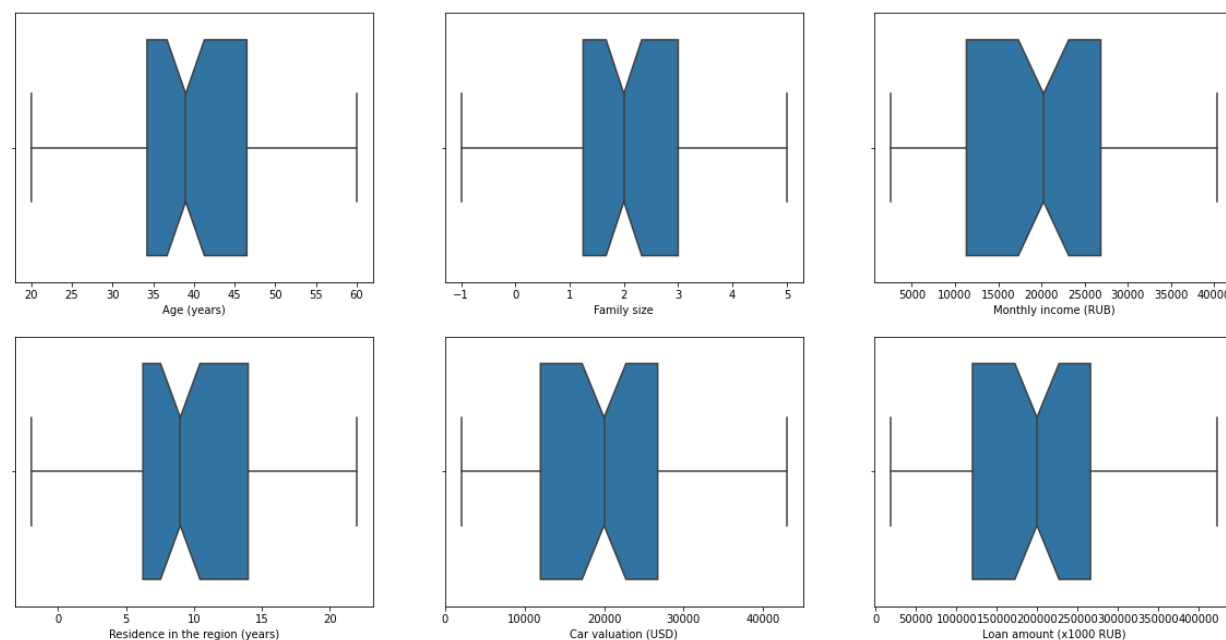 20 25 30 35 40 45 50 55 60
Age (years)
−1 0 1 2 3 4 5
Family size
5000 10000 15000 20000 25000 30000 35000 40000
Monthly income (RUB)
0 5 10 15 20
Residence in the region (years)
0 10000 20000 30000 40000
Car valuation (USD)
0 50000 100000 150000 200000 250000 300000 350000 400000
Loan amount (x1000 RUB)